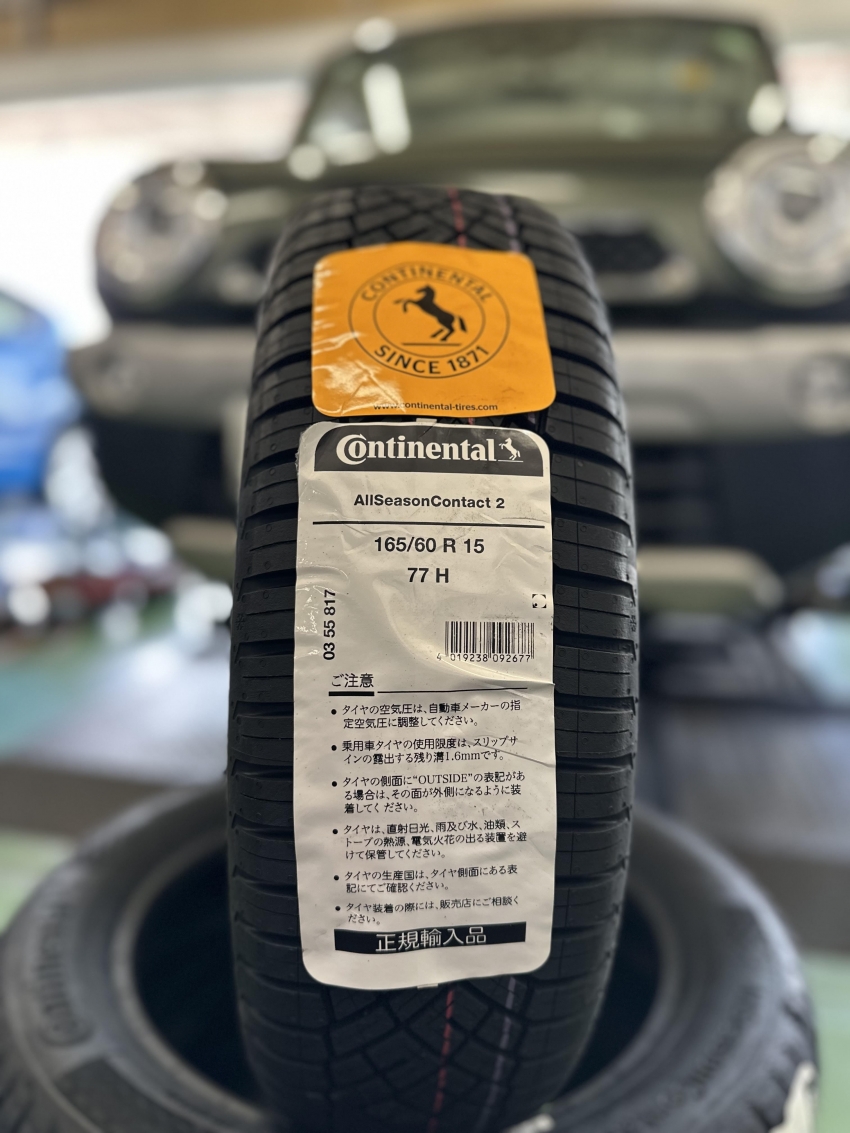 CONTINENTAL
SINCE 1871
www.continental-tires.com
Continental
AllSeasonContact 2
165/60 R 15
77 H
03 55 817
4 019238 092677
ご注意
● タイヤの空気圧は、自動車メーカーの指
定空気圧に調整してください。
● 乗用車タイヤの使用限度は、スリップサ
インの露出する残り溝1.6mmです。
● タイヤの側面に“OUTSIDE”の表記があ
る場合は、その面が外側になるように装
着してください。
● タイヤは、直射日光、雨及び水、油類、ス
トーブの熱源、電気火花の出る装置を避
けて保管してください。
● タイヤの生産国は、タイヤ側面にある表
記にてご確認ください。
● タイヤ装着の際には、販売店にご相談く
ださい。
正規輸入品